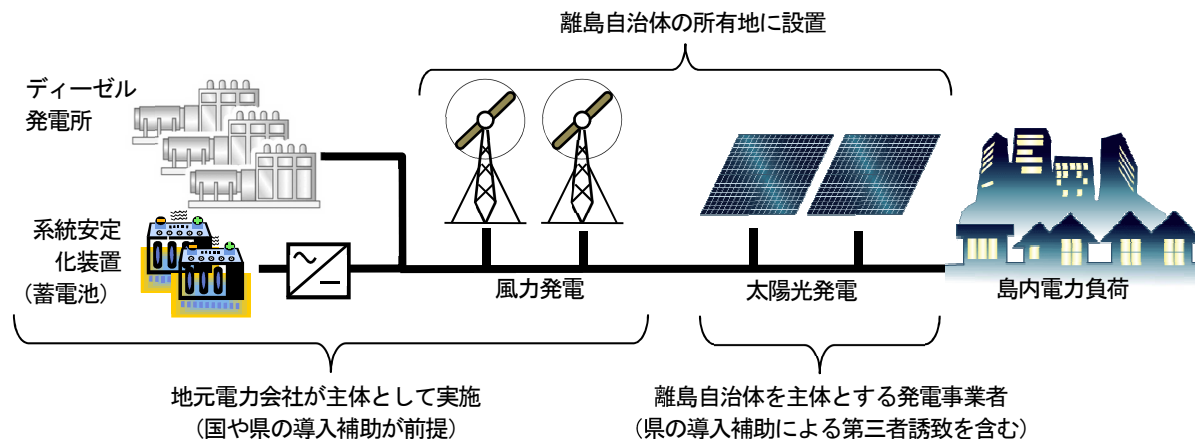 離島自治体の所有地に設置
ディーゼル
発電所
系統安定
化装置
(蓄電池)
風力発電
太陽光発電
島内電力負荷
地元電力会社が主体として実施
(国や県の導入補助が前提)
離島自治体を主体とする発電事業者
(県の導入補助による第三者誘致を含む)